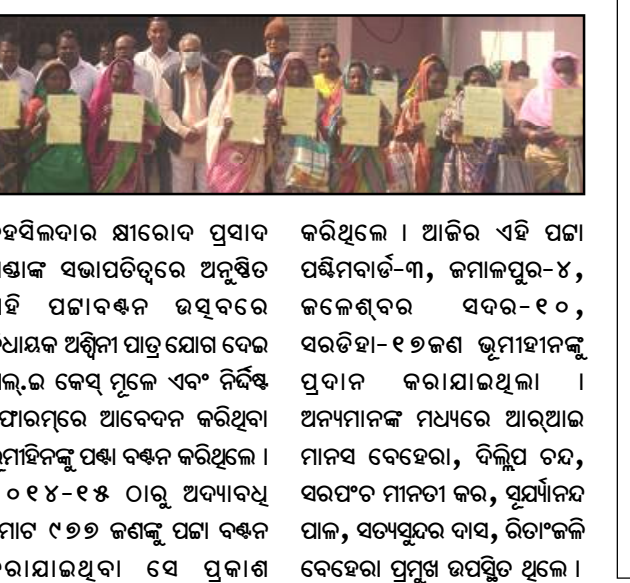 ହସିଲଦାର କ୍ଷୀରୋଦ ପ୍ରସାଦ
ସଭାପତିତ୍ୱରେ ଅନୁଷ୍ଠିତ
ପଟ୍ଟାବଣ୍ଟନ ଉତ୍ସବରେ
ଅଶ୍ୱିନୀ ପାତ୍ର ଯୋଗ ଦେଇ
ଲ୍.ଇ କେସ୍ ମୂଳେ ଏବଂ ନିର୍ଦ୍ଦିଷ୍ଟ
ଫାରମ୍‌ରେ ଆବେଦନ କରିଥିବା
ମୀହିନଙ୍କୁ ପଣ୍ଟା ବଣ୍ଟନ କରିଥିଲେ ।
୦୧୪-୧୫ ଠାରୁ ଅଦ୍ୟାବଧି
ମୋଟ ୯୭୭ ଜଣଙ୍କୁ ପଟ୍ଟା ବଣ୍ଟନ
କରାଯାଇଥିବା ସେ ପ୍ରକାଶ
କରିଥିଲେ । ଆଜିର ଏହି ପଟ୍ଟା
ପଶ୍ଚିମବାର୍ଡ-୩, ଜମାଳପୁର-୪,
ଜଳେଶ୍ବର ସଦର-୧୦,
ସରଡିହା-୧୭ଜଣ ଭୂମୀହୀନଙ୍କୁ
ପ୍ରଦାନ କରାଯାଇଥିଲା ।
ଅନ୍ୟମାନଙ୍କ ମଧ୍ୟରେ ଆର୍‌ଆଇ
ମାନସ ବେହେରା, ଦିଲ୍ଲିପ ଚନ୍ଦ,
ସରପଂଚ ମୀନତୀ କର, ସୂର୍ଯ୍ୟାନନ୍ଦ
ପାଳ, ସତ୍ୟସୁନ୍ଦର ଦାସ, ରିତାଂଜଳି
ବେହେରା ପ୍ରମୁଖ ଉପସ୍ଥିତ ଥିଲେ ।